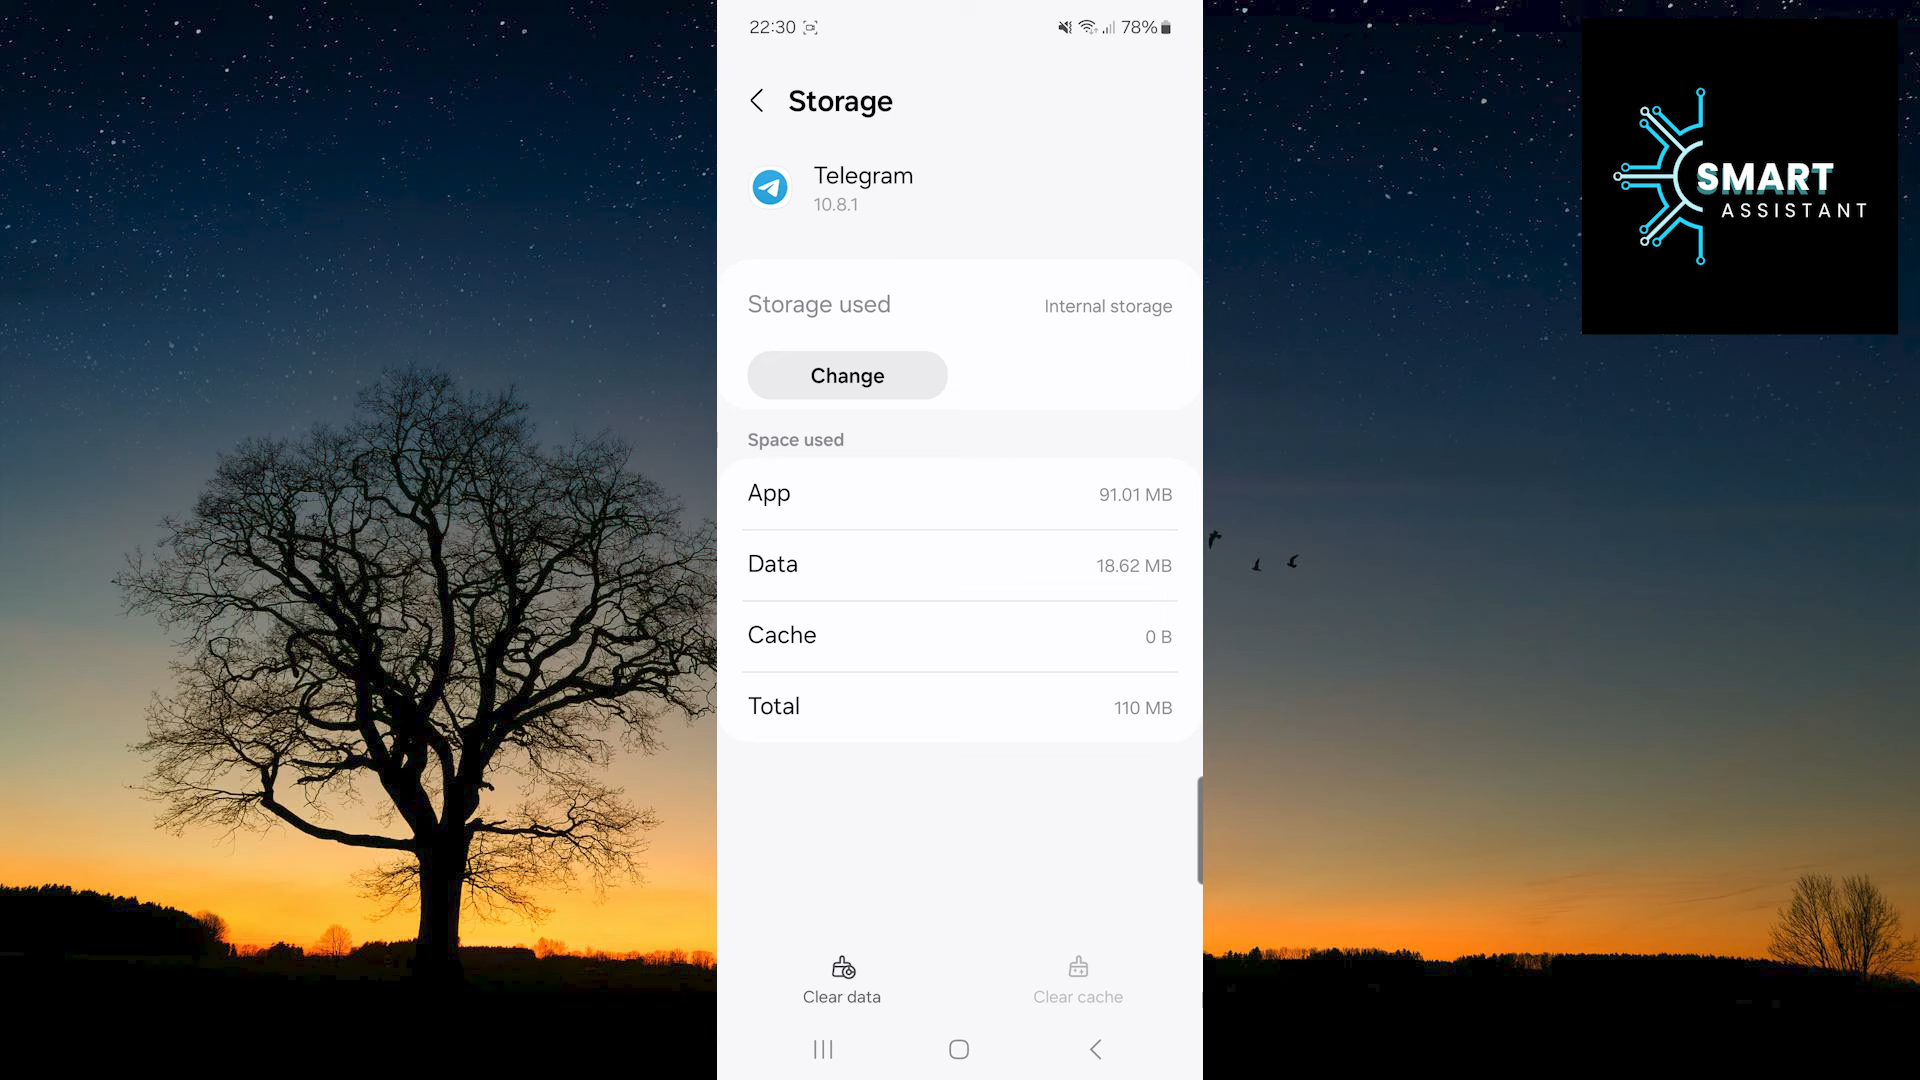 22:30
78%
Storage
Telegram
10.8.1
Storage used
Internal storage
Change
Space used
App
91.01 MB
Data
18.62 MB
Cache
0 B
Total
110 MB
Clear data
Clear cache
SMART
ASSISTANT